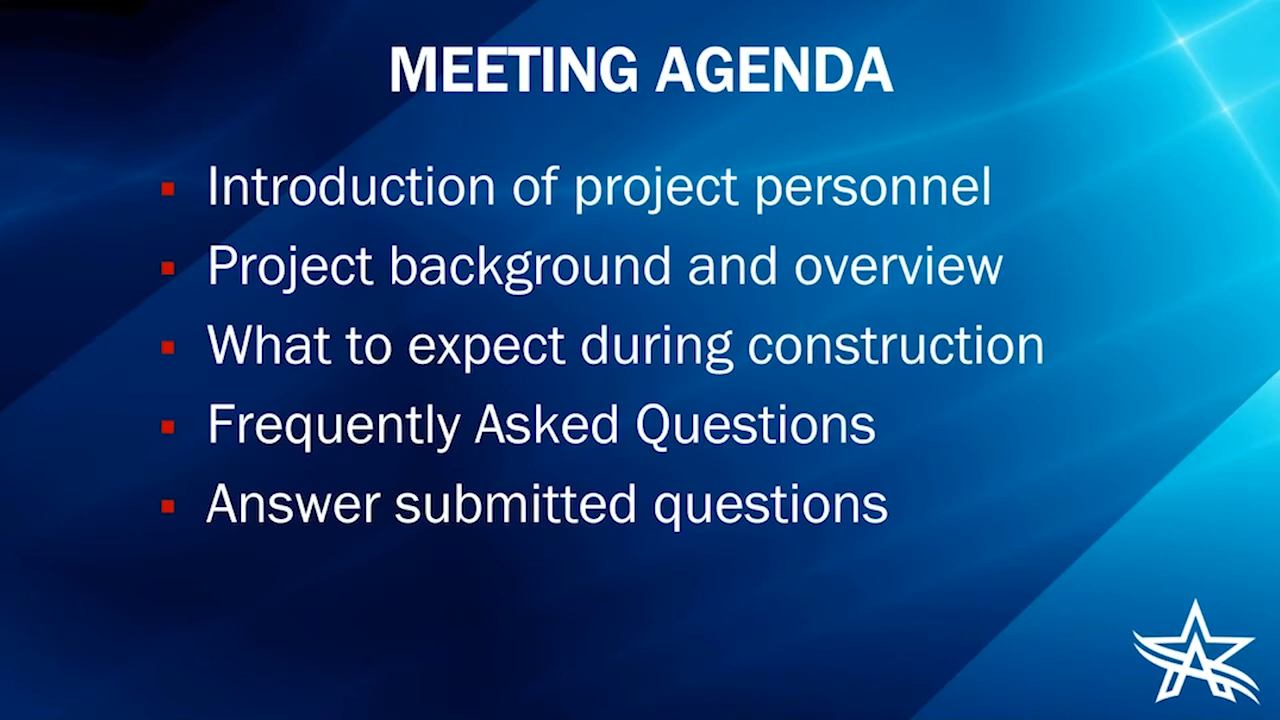 MEETING AGENDA
▪ Introduction of project personnel
▪ Project background and overview
▪ What to expect during construction
▪ Frequently Asked Questions
▪ Answer submitted questions